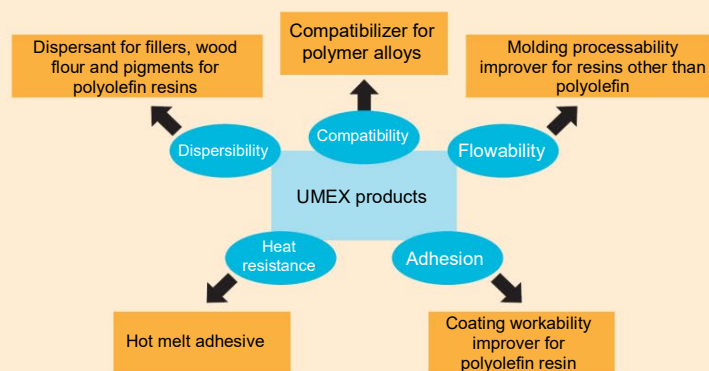 Compatibilizer for
polymer alloys
Dispersant for fillers, wood
flour and pigments for
polyolefin resins
Molding processability
improver for resins other than
polyolefin
Dispersibility
Compatibility
Flowability
UMEX products
Heat
resistance
Adhesion
Hot melt adhesive
Coating workability
improver for
polyolefin resin